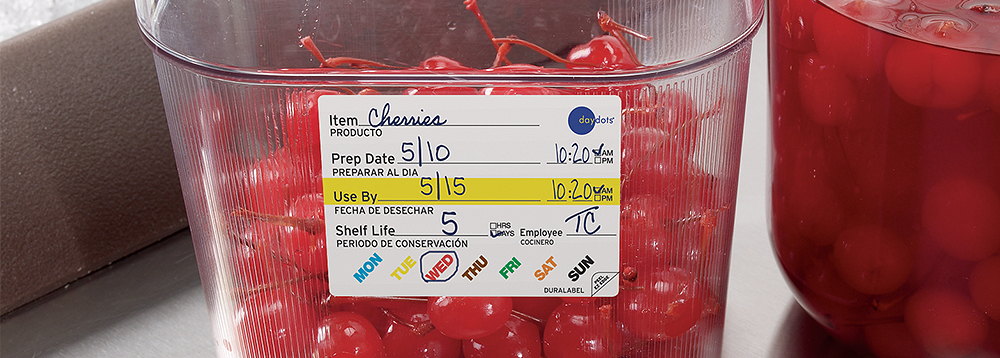 Item Cherries daydots
PRODUCTO
Prep Date 5/10 10:20 AM
PREPARAR AL DIA PM
Use By 5/15 10:20 AM
FECHA DE DESECHAR PM
Shelf Life 5 HRS DAYS Employee TC
PERIODO DE CONSERVACIÓN COCINERO
MON TUE WED THU FRI SAT SUN
DURALABEL